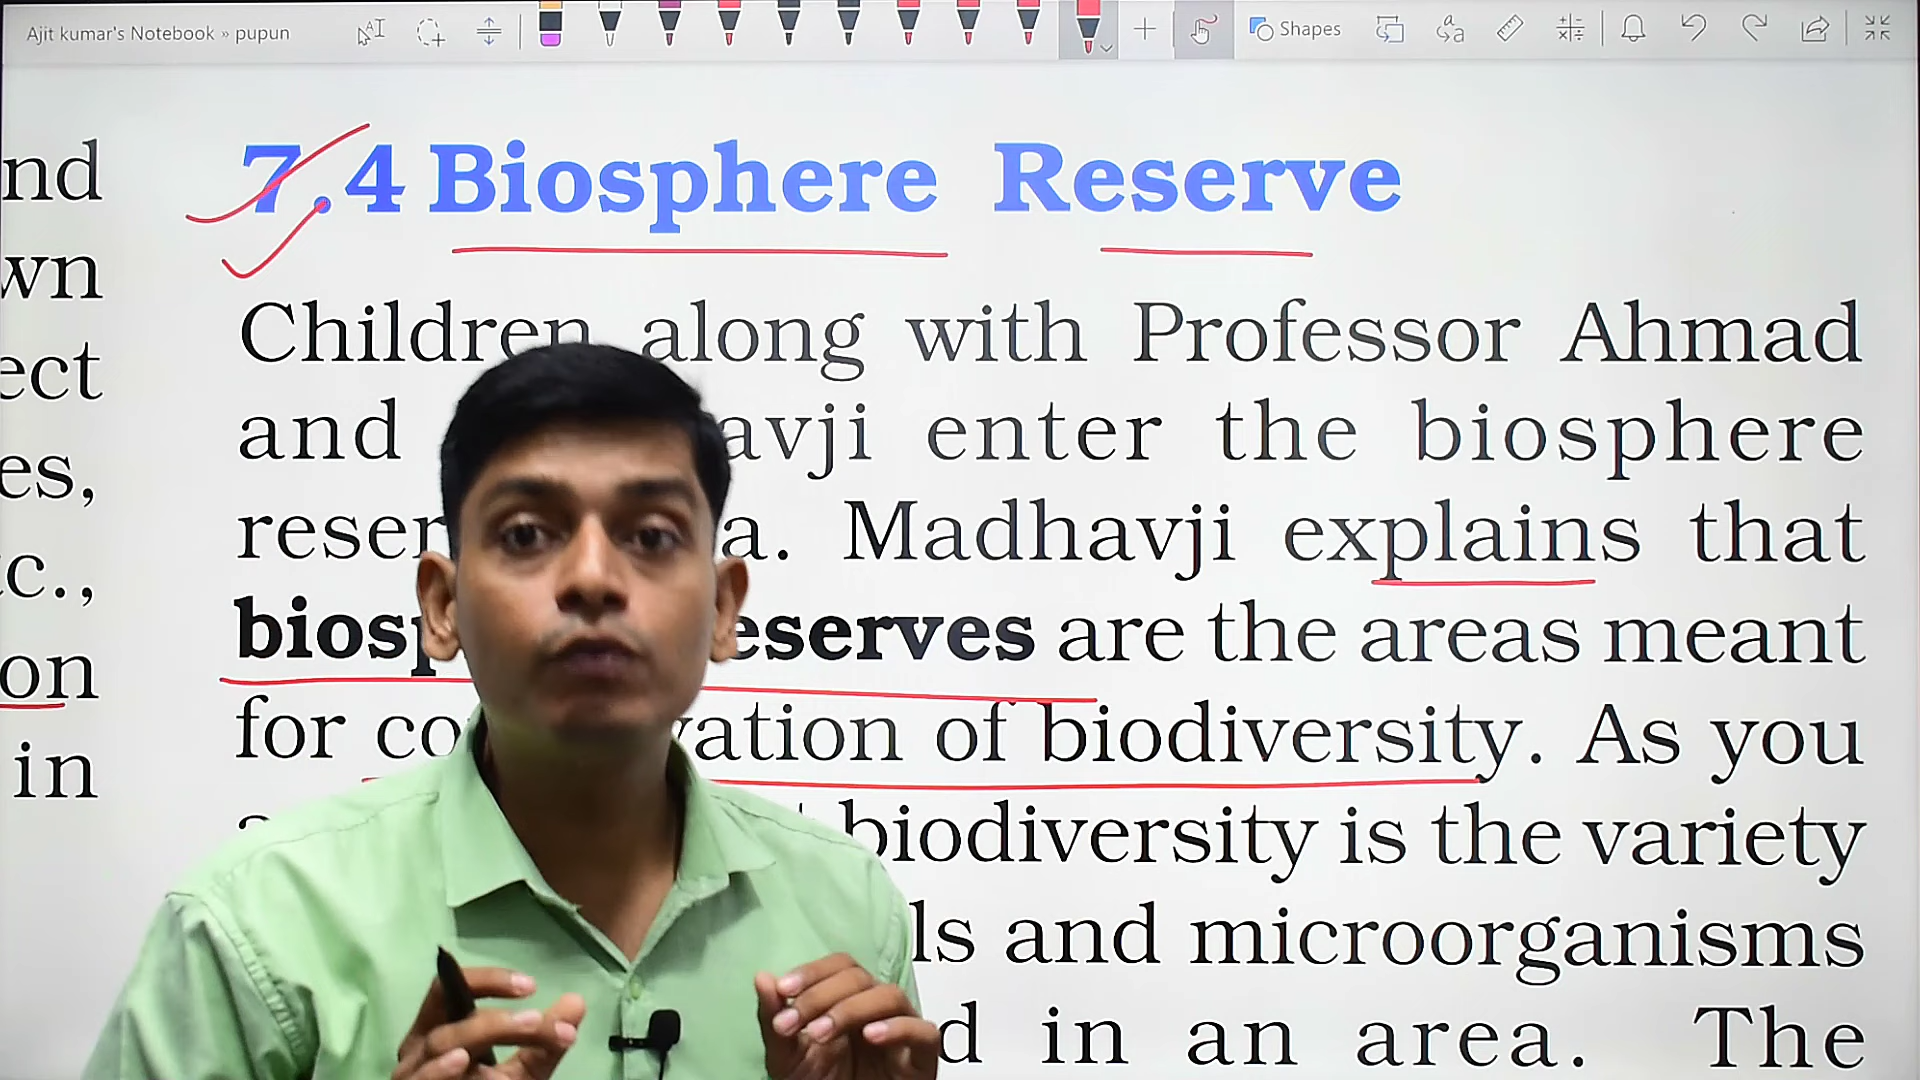 Ajit kumar's Notebook » pupun
Shapes
nd
wn
ect
es,
c.,
on
in
7.4 Biosphere Reserve
Children along with Professor Ahmad
and avji enter the biosphere
reser a. Madhavji explains that
biosp eserves are the areas meant
for co vation of biodiversity. As you
biodiversity is the variety
ls and microorganisms
d in an area. The